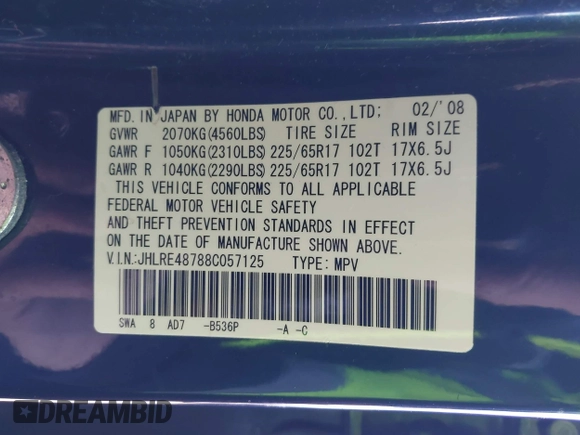 MFD. IN JAPAN BY HONDA MOTOR CO.,LTD; 02/'08
GVWR 2070KG(4560LBS) TIRE SIZE RIM SIZE
GAWR F 1050KG(2310LBS) 225/65R17 102T 17X6.5J
GAWR R 1040KG(2290LBS) 225/65R17 102T 17X6.5J
THIS VEHICLE CONFORMS TO ALL APPLICABLE
FEDERAL MOTOR VEHICLE SAFETY
AND THEFT PREVENTION STANDARDS IN EFFECT
ON THE DATE OF MANUFACTURE SHOWN ABOVE.
V.I.N.:JHLRE48788C057125 TYPE: MPV
SWA 8 AD7 -B536P -A -C
DREAMBID